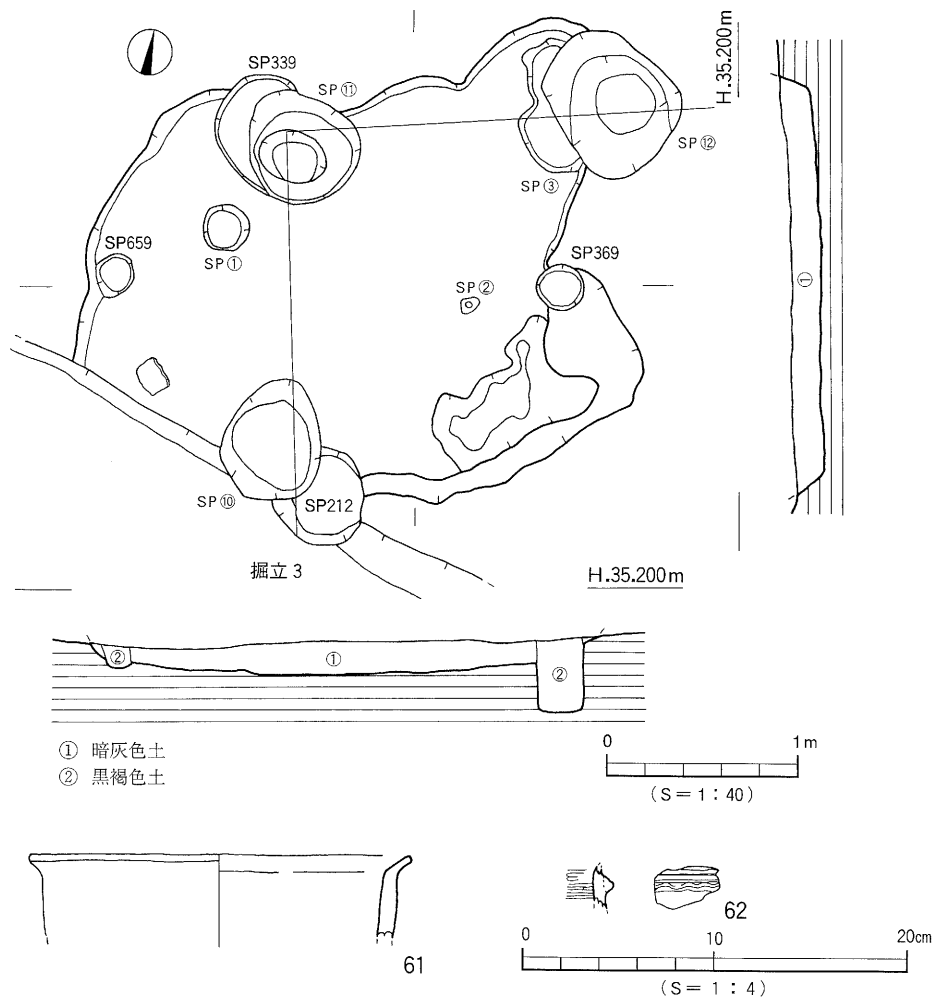 SP339
SP⑪
H.35.200m
SP⑫
SP③
SP659
SP①
SP369
SP②
①
SP⑩
SP212
掘立3
H.35.200m
②
①
②
① 暗灰色土
② 黒褐色土
0 1m
(S=1:40)
61
62
0 10 20cm
(S=1:4)